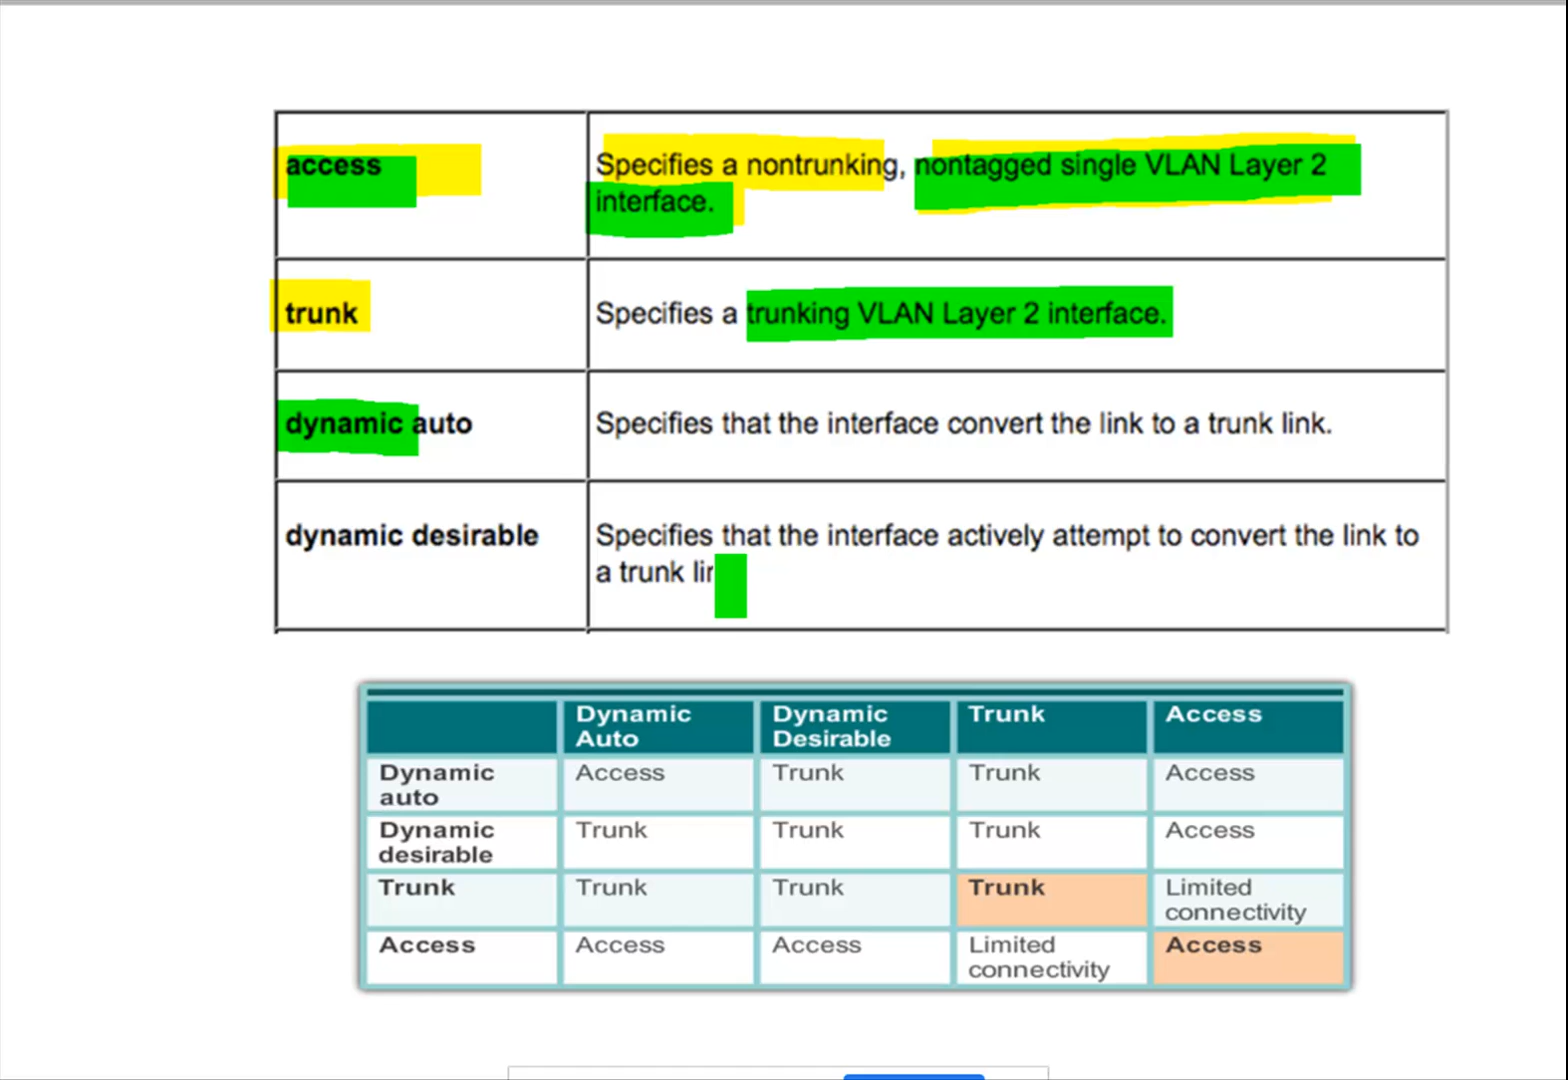 access
Specifies a nontrunking, nontagged single VLAN Layer 2
interface.
trunk
Specifies a trunking VLAN Layer 2 interface.
dynamic auto
Specifies that the interface convert the link to a trunk link.
dynamic desirable
Specifies that the interface actively attempt to convert the link to
a trunk
Dynamic Auto
Dynamic Desirable
Trunk
Access
Dynamic auto
Access
Trunk
Trunk
Access
Dynamic desirable
Trunk
Trunk
Trunk
Access
Trunk
Trunk
Trunk
Trunk
Limited connectivity
Access
Access
Access
Limited connectivity
Access